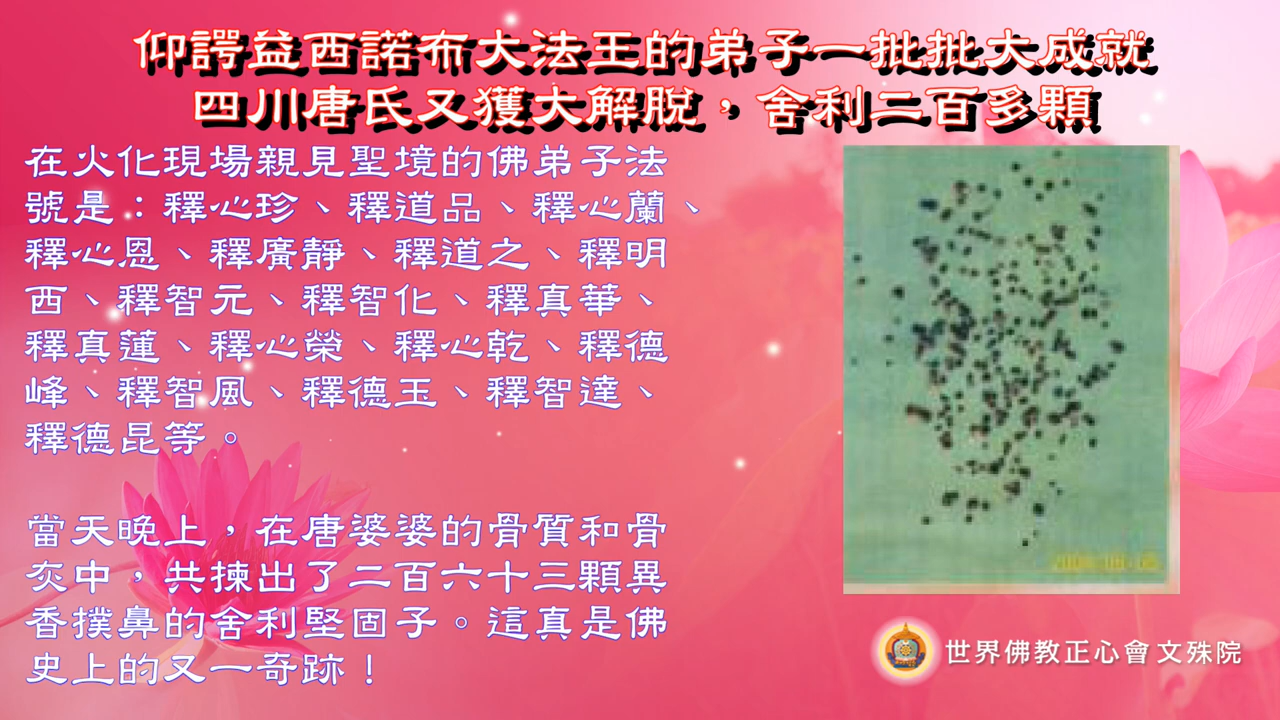 仰諤益西諾布大法王的弟子一批批大成就
四川唐氏又獲大解脫，舍利二百多顆
在火化現場親見聖境的佛弟子法
號是：釋心珍、釋道品、釋心蘭、
釋心恩、釋廣靜、釋道之、釋明
西、釋智元、釋智化、釋真華、
釋真蓮、釋心榮、釋心乾、釋德
峰、釋智風、釋德玉、釋智達、
釋德昆等。
當天晚上，在唐婆婆的骨質和骨
灰中，共揀出了二百六十三顆異
香撲鼻的舍利堅固子。這真是佛
史上的又一奇跡！
世界佛教正心會文殊院